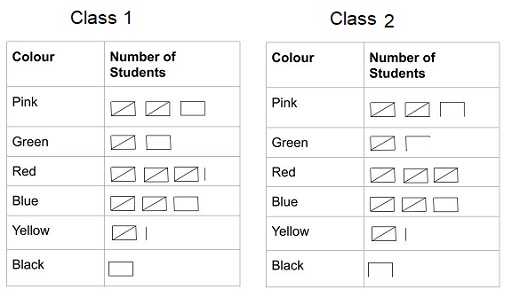 Class 1
Colour Number of Students
Pink
Green
Red
Blue
Yellow
Black
Class 2
Colour Number of Students
Pink
Green
Red
Blue
Yellow
Black